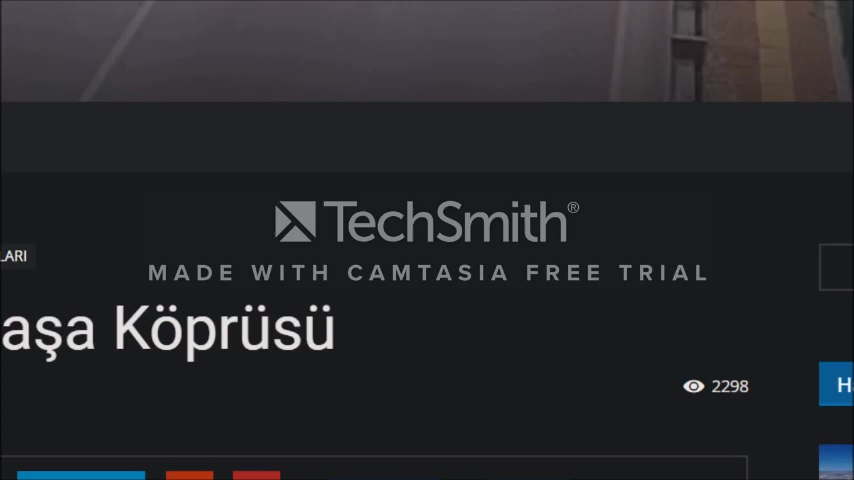 TechSmith®
MADE WITH CAMTASIA FREE TRIAL
LARI
aşa Köprüsü
2298
H